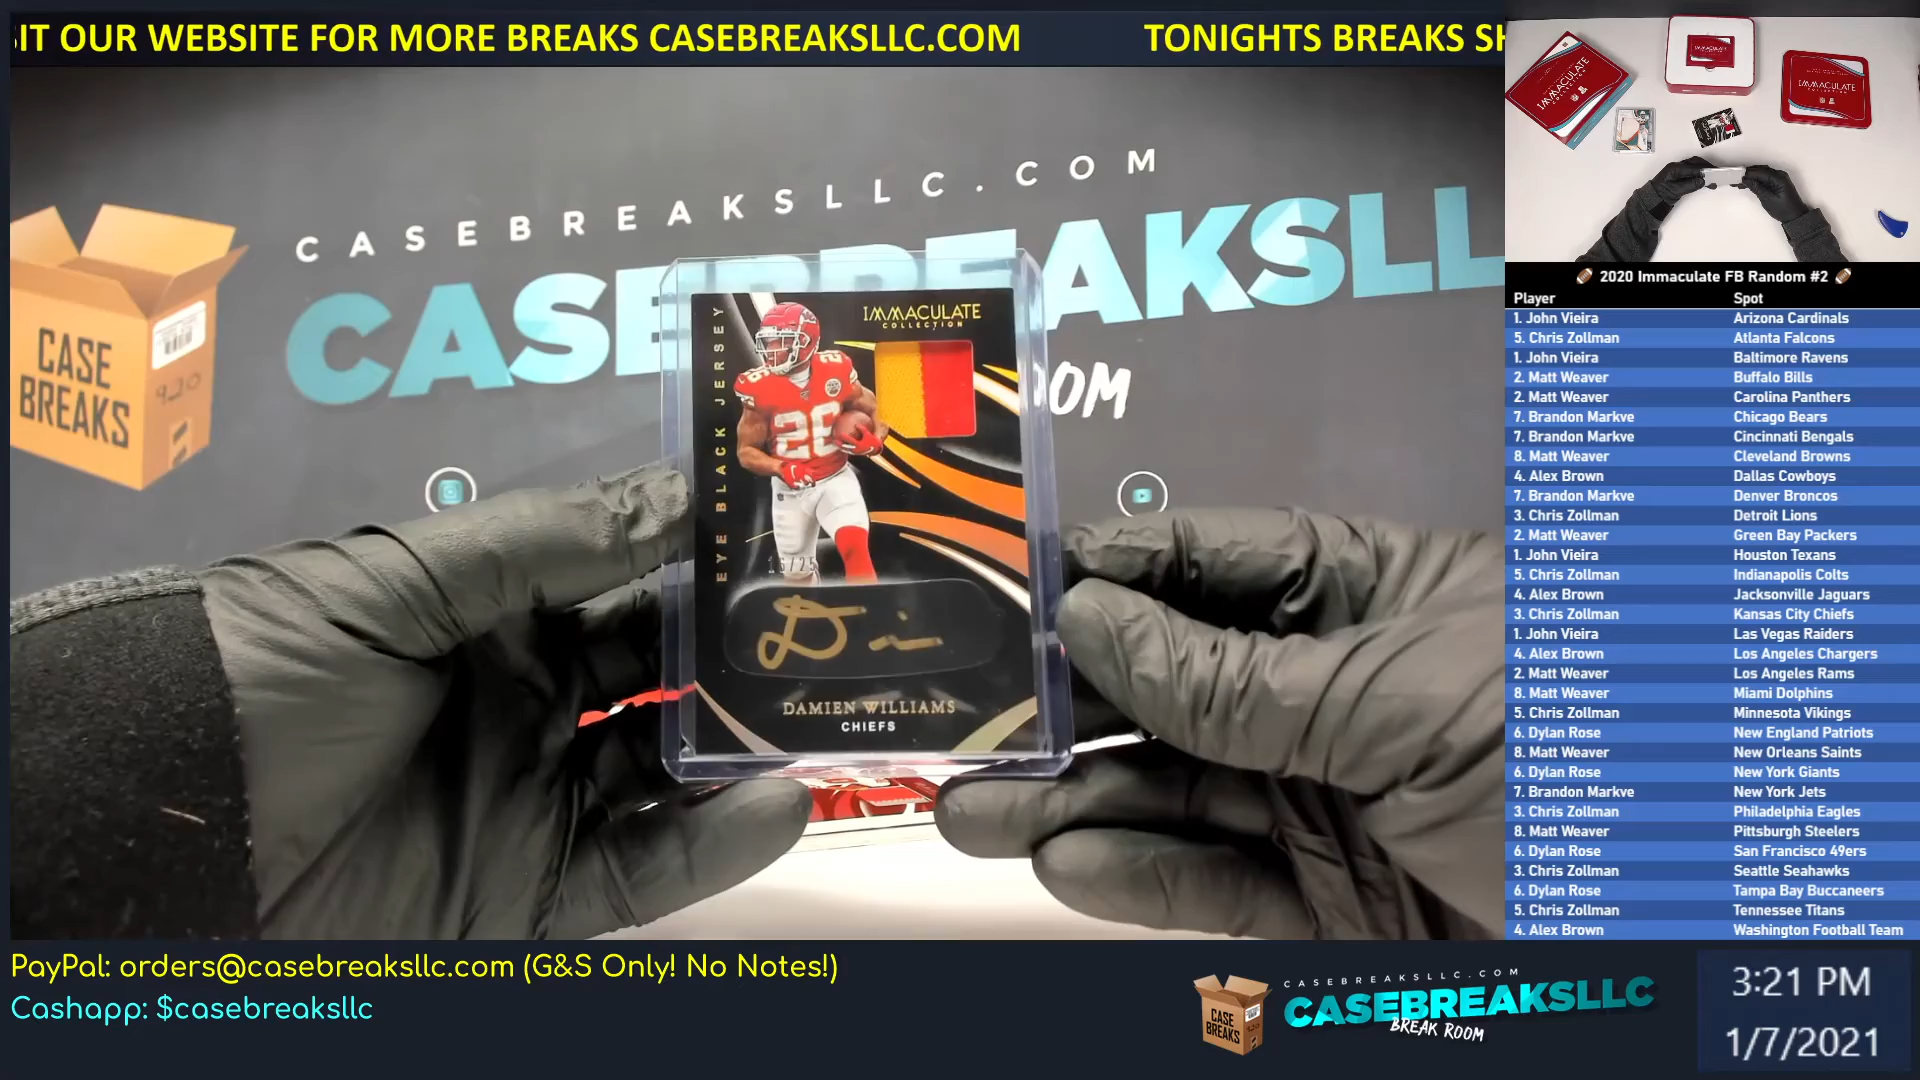 IT OUR WEBSITE FOR MORE BREAKS CASEBREAKSLLC.COM TONIGHTS BREAKS SH
CASEBREAKSLLC.COM
CASEBREAKSLL
OM
CASE
BREAKS
920
IMMACULATE
COLLECTION
EYE BLACK JERSEY
26
26
16/25
DAMIEN WILLIAMS
CHIEFS
IMMACULATE
COLLECTION
IMMACULATE
IMMACULATE
COLLECTION
2020 Immaculate FB Random #2
Player Spot
1. John Vieira Arizona Cardinals
5. Chris Zollman Atlanta Falcons
1. John Vieira Baltimore Ravens
2. Matt Weaver Buffalo Bills
2. Matt Weaver Carolina Panthers
7. Brandon Markve Chicago Bears
7. Brandon Markve Cincinnati Bengals
8. Matt Weaver Cleveland Browns
4. Alex Brown Dallas Cowboys
7. Brandon Markve Denver Broncos
3. Chris Zollman Detroit Lions
2. Matt Weaver Green Bay Packers
1. John Vieira Houston Texans
5. Chris Zollman Indianapolis Colts
4. Alex Brown Jacksonville Jaguars
3. Chris Zollman Kansas City Chiefs
1. John Vieira Las Vegas Raiders
4. Alex Brown Los Angeles Chargers
2. Matt Weaver Los Angeles Rams
8. Matt Weaver Miami Dolphins
5. Chris Zollman Minnesota Vikings
6. Dylan Rose New England Patriots
8. Matt Weaver New Orleans Saints
6. Dylan Rose New York Giants
7. Brandon Markve New York Jets
3. Chris Zollman Philadelphia Eagles
8. Matt Weaver Pittsburgh Steelers
6. Dylan Rose San Francisco 49ers
3. Chris Zollman Seattle Seahawks
6. Dylan Rose Tampa Bay Buccaneers
5. Chris Zollman Tennessee Titans
4. Alex Brown Washington Football Team
PayPal: orders@casebreaksllc.com (G&S Only! No Notes!)
Cashapp: $casebreaksllc
CASE
BREAKS
CASEBREAKSLLC.COM
CASEBREAKSLLC
BREAK ROOM
3:21 PM
1/7/2021